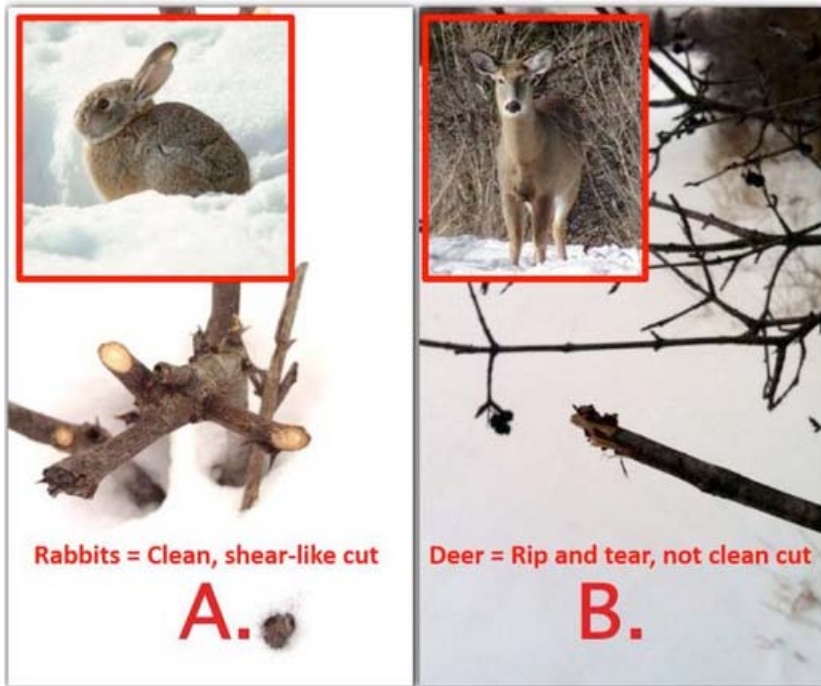 Rabbits = Clean, shear-like cut
A.
Deer = Rip and tear, not clean cut
B.